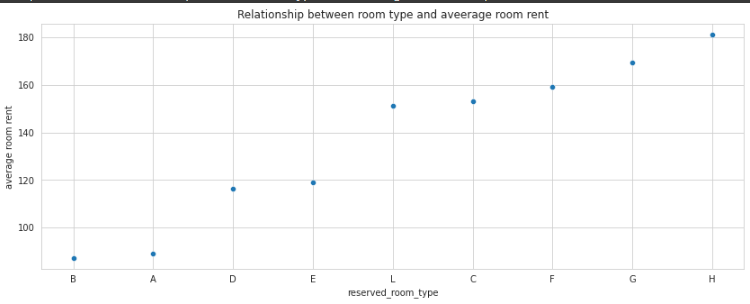 Relationship between room type and aveerage room rent
180
160
140
120
100
average room rent
B A D E L C F G H
reserved_room_type